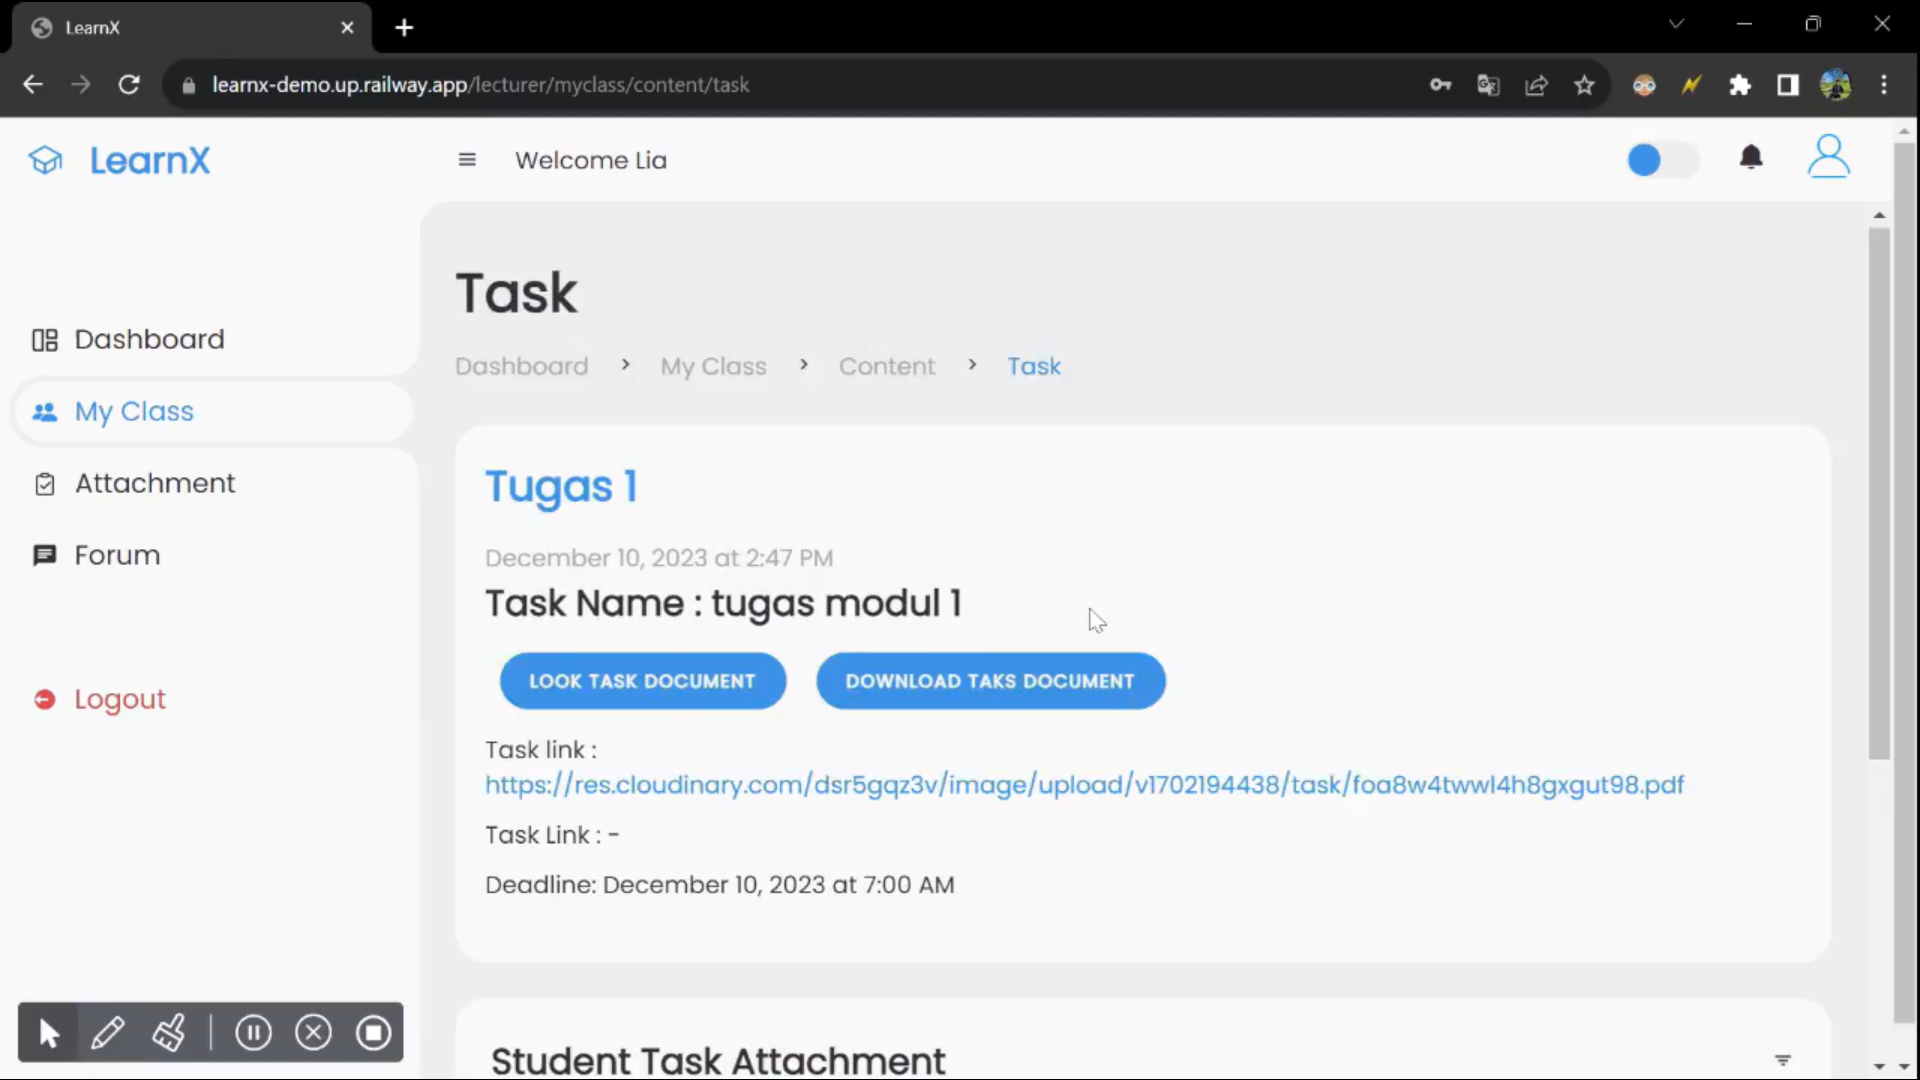 LearnX
learnx-demo.up.railway.app/lecturer/myclass/content/task
LearnX
Welcome Lia
Dashboard
My Class
Attachment
Forum
Logout
Task
Dashboard > My Class > Content > Task
Tugas 1
December 10, 2023 at 2:47 PM
Task Name : tugas modul 1
LOOK TASK DOCUMENT
DOWNLOAD TAKS DOCUMENT
Task link :
https://res.cloudinary.com/dsr5gqz3v/image/upload/v1702194438/task/foa8w4twwl4h8gxgut98.pdf
Task Link : -
Deadline: December 10, 2023 at 7:00 AM
Student Task Attachment